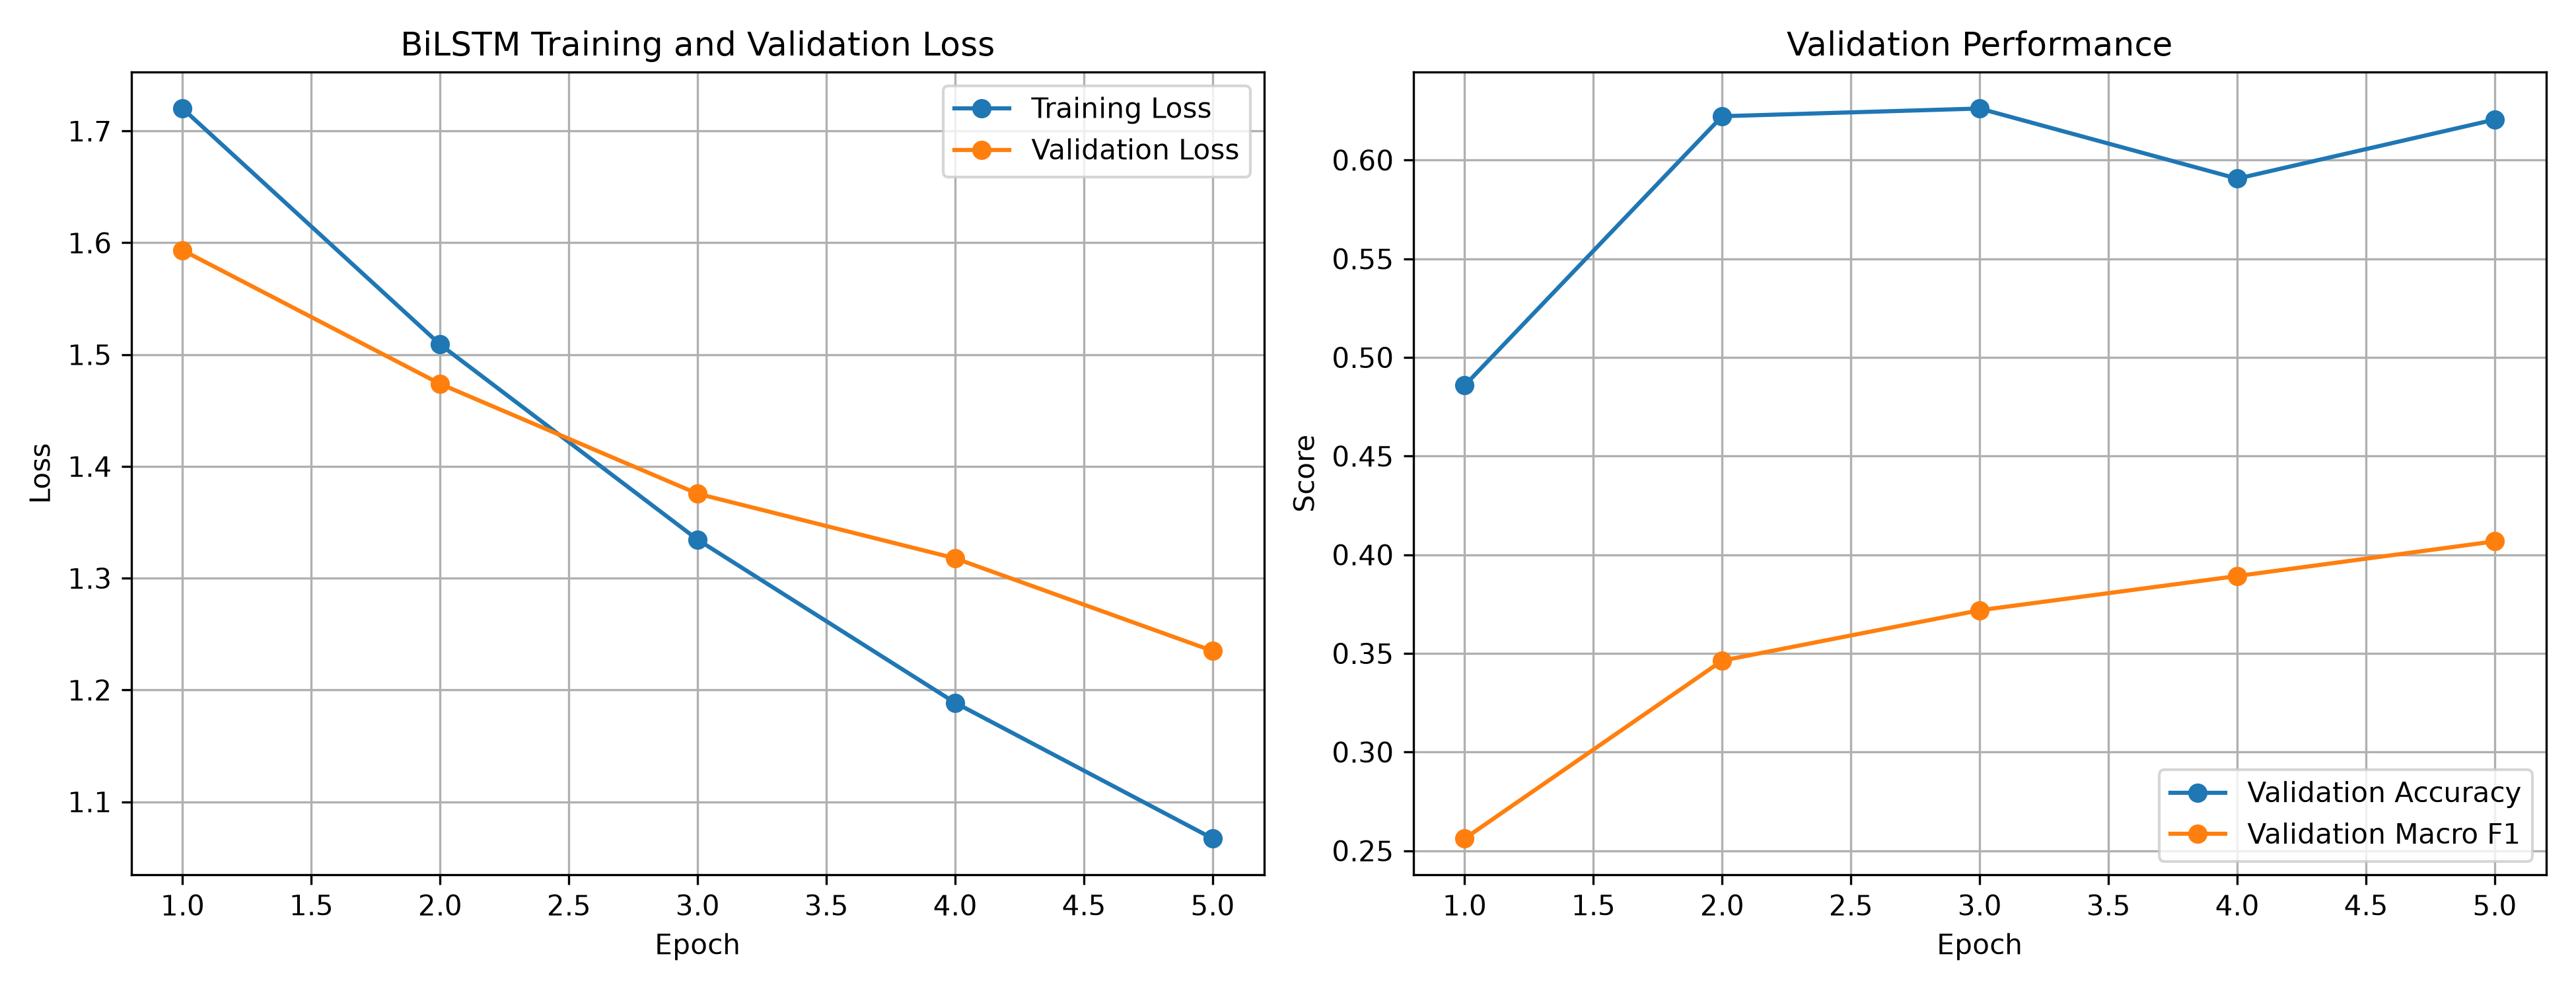 BiLSTM Training and Validation Loss
Training Loss
Validation Loss
1.7
1.6
1.5
1.4
1.3
1.2
1.1
Loss
1.0 1.5 2.0 2.5 3.0 3.5 4.0 4.5 5.0
Epoch
Validation Performance
0.60
0.55
0.50
0.45
0.40
0.35
0.30
0.25
Score
Validation Accuracy
Validation Macro F1
1.0 1.5 2.0 2.5 3.0 3.5 4.0 4.5 5.0
Epoch